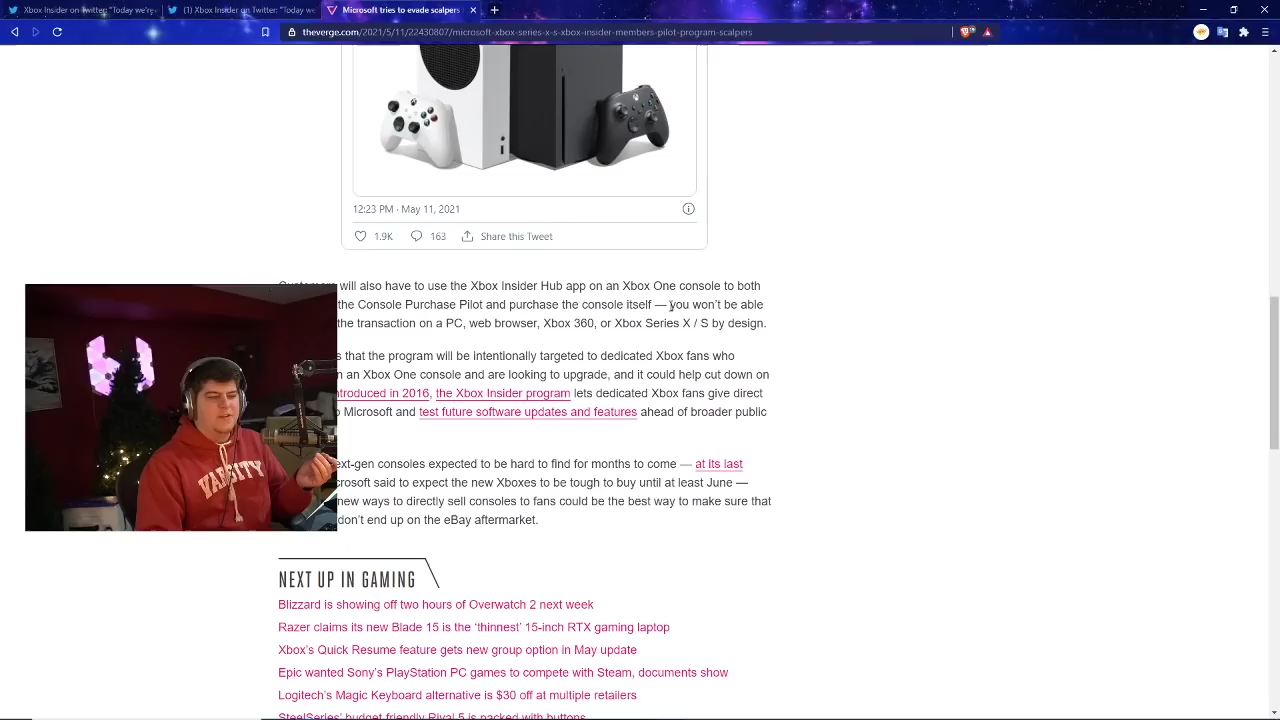 Xbox Insider on Twitter: "Today we're
(1) Xbox Insider on Twitter: "Today we
Microsoft tries to evade scalpers
theverge.com/2021/5/11/22430807/microsoft-xbox-series-x-s-xbox-insider-members-pilot-program-scalpers
12:23 PM · May 11, 2021
1.9K 163 Share this Tweet
Customers will also have to use the Xbox Insider Hub app on an Xbox One console to both
the Console Purchase Pilot and purchase the console itself — you won't be able
the transaction on a PC, web browser, Xbox 360, or Xbox Series X / S by design.
s that the program will be intentionally targeted to dedicated Xbox fans who
n an Xbox One console and are looking to upgrade, and it could help cut down on
ntroduced in 2016, the Xbox Insider program lets dedicated Xbox fans give direct
o Microsoft and test future software updates and features ahead of broader public
ext-gen consoles expected to be hard to find for months to come — at its last
crosoft said to expect the new Xboxes to be tough to buy until at least June —
new ways to directly sell consoles to fans could be the best way to make sure that
don't end up on the eBay aftermarket.
VARSITY
NEXT UP IN GAMING
Blizzard is showing off two hours of Overwatch 2 next week
Razer claims its new Blade 15 is the 'thinnest' 15-inch RTX gaming laptop
Xbox's Quick Resume feature gets new group option in May update
Epic wanted Sony's PlayStation PC games to compete with Steam, documents show
Logitech's Magic Keyboard alternative is $30 off at multiple retailers
SteelSeries' budget-friendly Rival 5 is packed with buttons